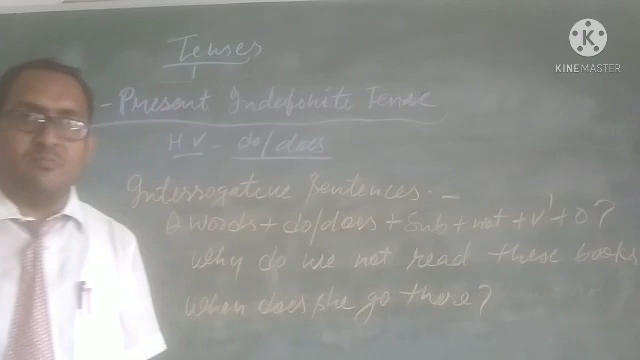 KINEMASTER
Tenses
- Present Indefinite Tense
H V - do/does
Interrogative Sentences. -
Q words + do/does + Sub + not + V¹ + O?
Why do we not read these books
When does she go there?